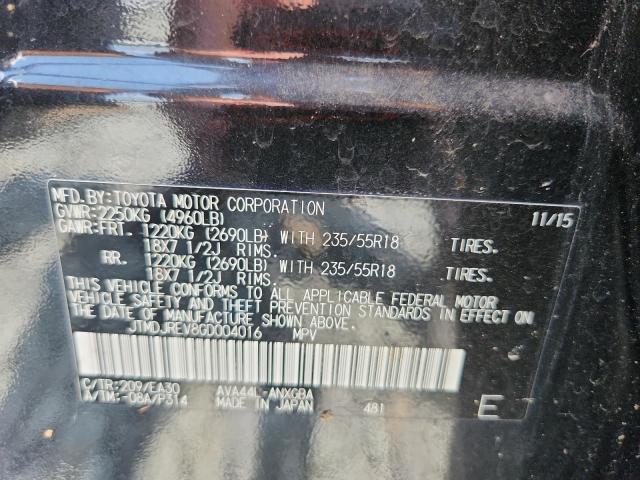 MFD.BY:TOYOTA MOTOR CORPORATION 11/15
GVWR:2250KG (4960LB)
GAWR:FRT. 1220KG (2690LB) WITH 235/55R18 TIRES.
18X7 1/2J RIMS.
RR. 1220KG (2690LB) WITH 235/55R18 TIRES.
18X7 1/2J RIMS.
THIS VEHICLE CONFORMS TO ALL APPLICABLE FEDERAL MOTOR
VEHICLE SAFETY AND THEFT PREVENTION STANDARDS IN EFFECT ON
THE DATE OF MANUFACTURE SHOWN ABOVE.
JTMDJREV8GD004016 MPV
C/TR:209/EA30 AVA44L-ANXGBA
A/TM:-08A/P314 MADE IN JAPAN 481 E